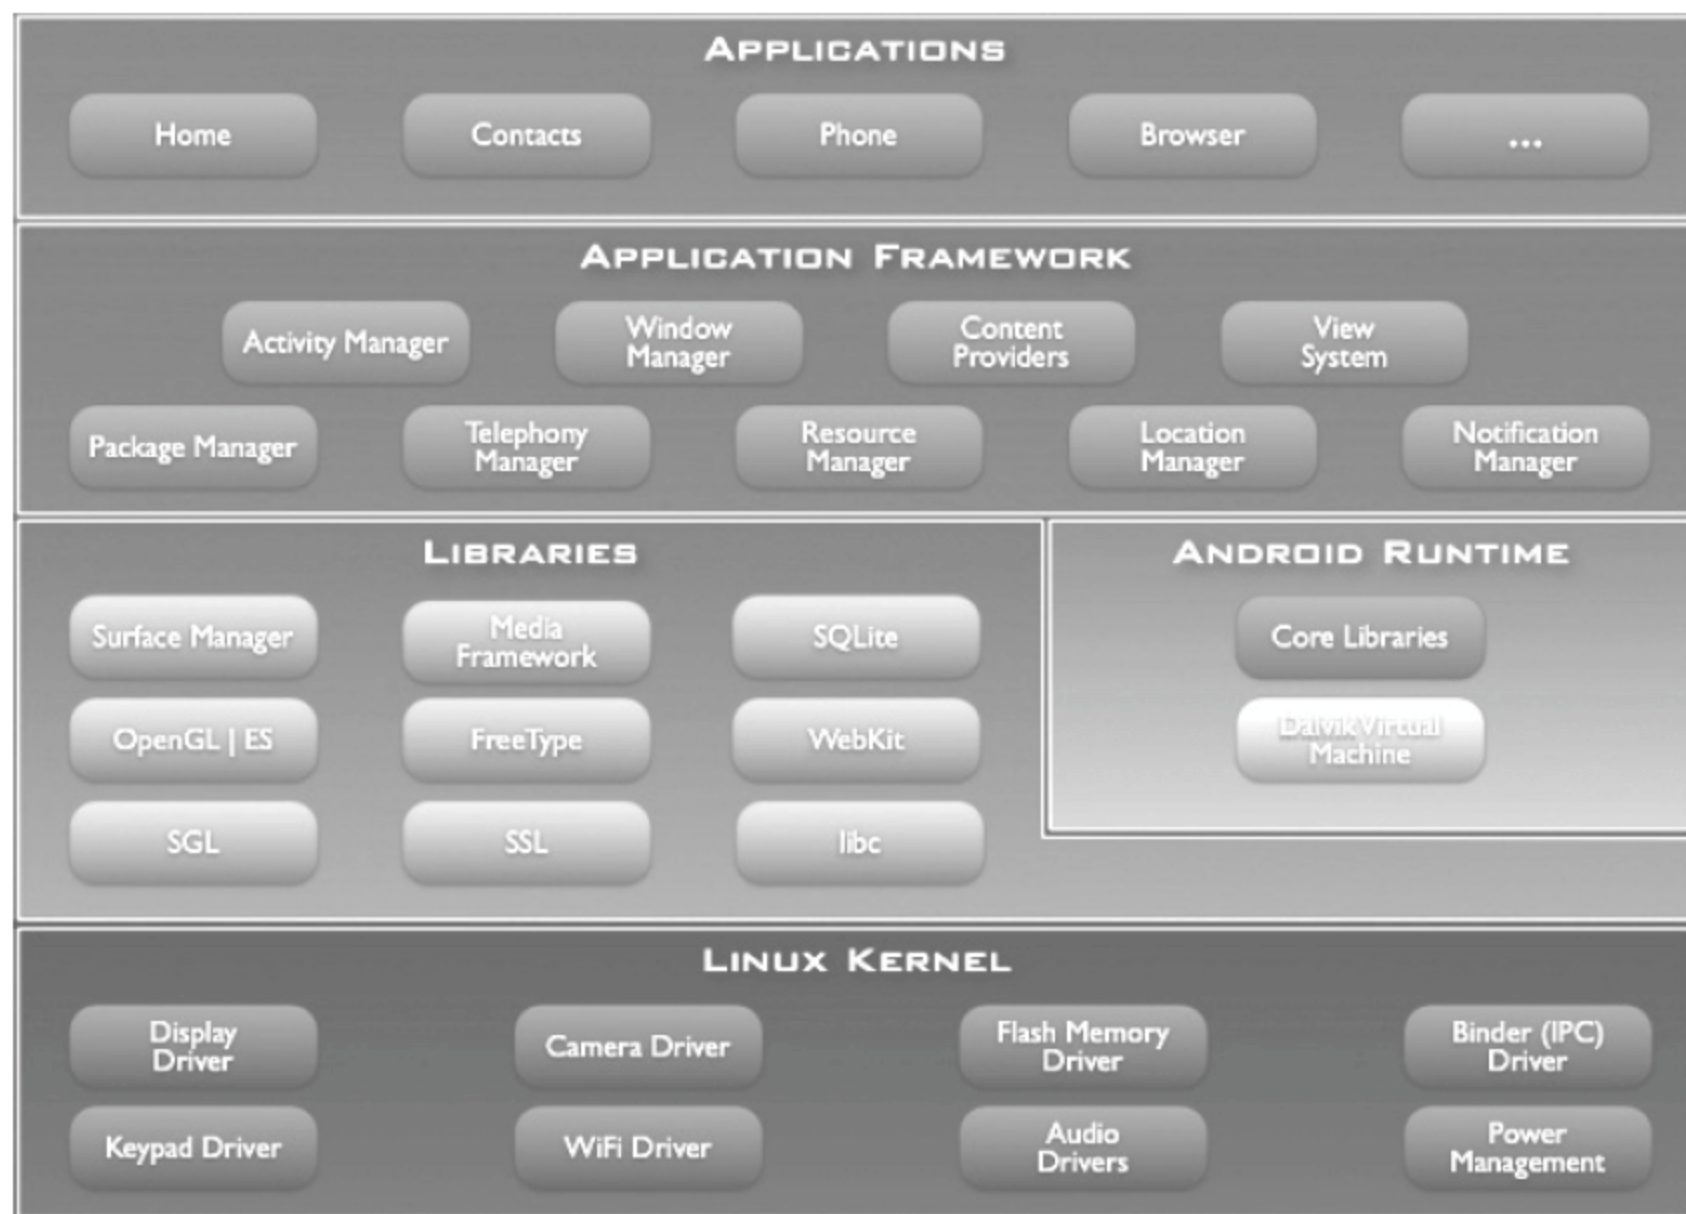 APPLICATIONS
Home
Contacts
Phone
Browser
...
APPLICATION FRAMEWORK
Activity Manager
Window
Manager
Content
Providers
View
System
Package Manager
Telephony
Manager
Resource
Manager
Location
Manager
Notification
Manager
LIBRARIES
Surface Manager
Media
Framework
SQLite
OpenGL | ES
FreeType
WebKit
SGL
SSL
libc
ANDROID RUNTIME
Core Libraries
Dalvik Virtual
Machine
LINUX KERNEL
Display
Driver
Camera Driver
Flash Memory
Driver
Binder (IPC)
Driver
Keypad Driver
WiFi Driver
Audio
Drivers
Power
Management